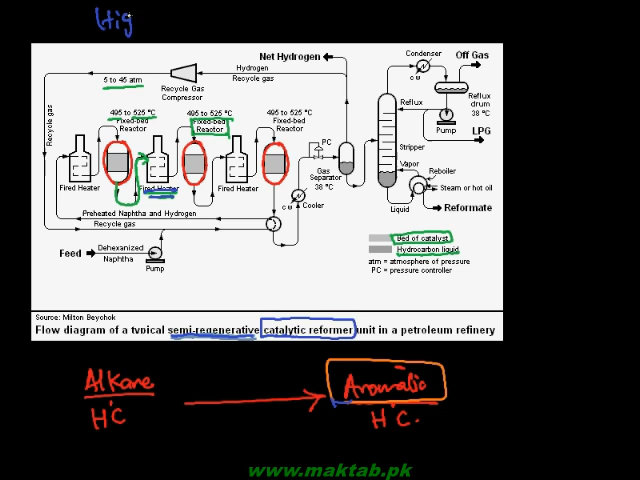 Hig
Net Hydrogen
Condenser
Off Gas
Hydrogen
Recycle gas
5 to 45 atm
Recycle Gas
Compressor
c w
Reflux
drum
38 °C
Reflux
Pump
LPG
495 to 525 °C
Fixed-bed
Reactor
495 to 525 °C
Fixed-bed
Reactor
495 to 525 °C
Fixed-bed
Reactor
Recycle gas
PC
Stripper
Gas
Separator
38 °C
Vapor
Reboiler
Fired Heater
Fired Heater
Fired Heater
Steam or hot oil
c w
Cooler
Liquid
Reformate
Preheated Naphtha and Hydrogen
Recycle gas
Feed
Dehexanized
Naphtha
Pump
Bed of catalyst
Hydrocarbon liquid
atm = atmosphere of pressure
PC = pressure controller
Source: Milton Beychok
Flow diagram of a typical semi-regenerative catalytic reformer unit in a petroleum refinery
Alkane
H'C
Aromatic
H'C.
www.maktab.pk